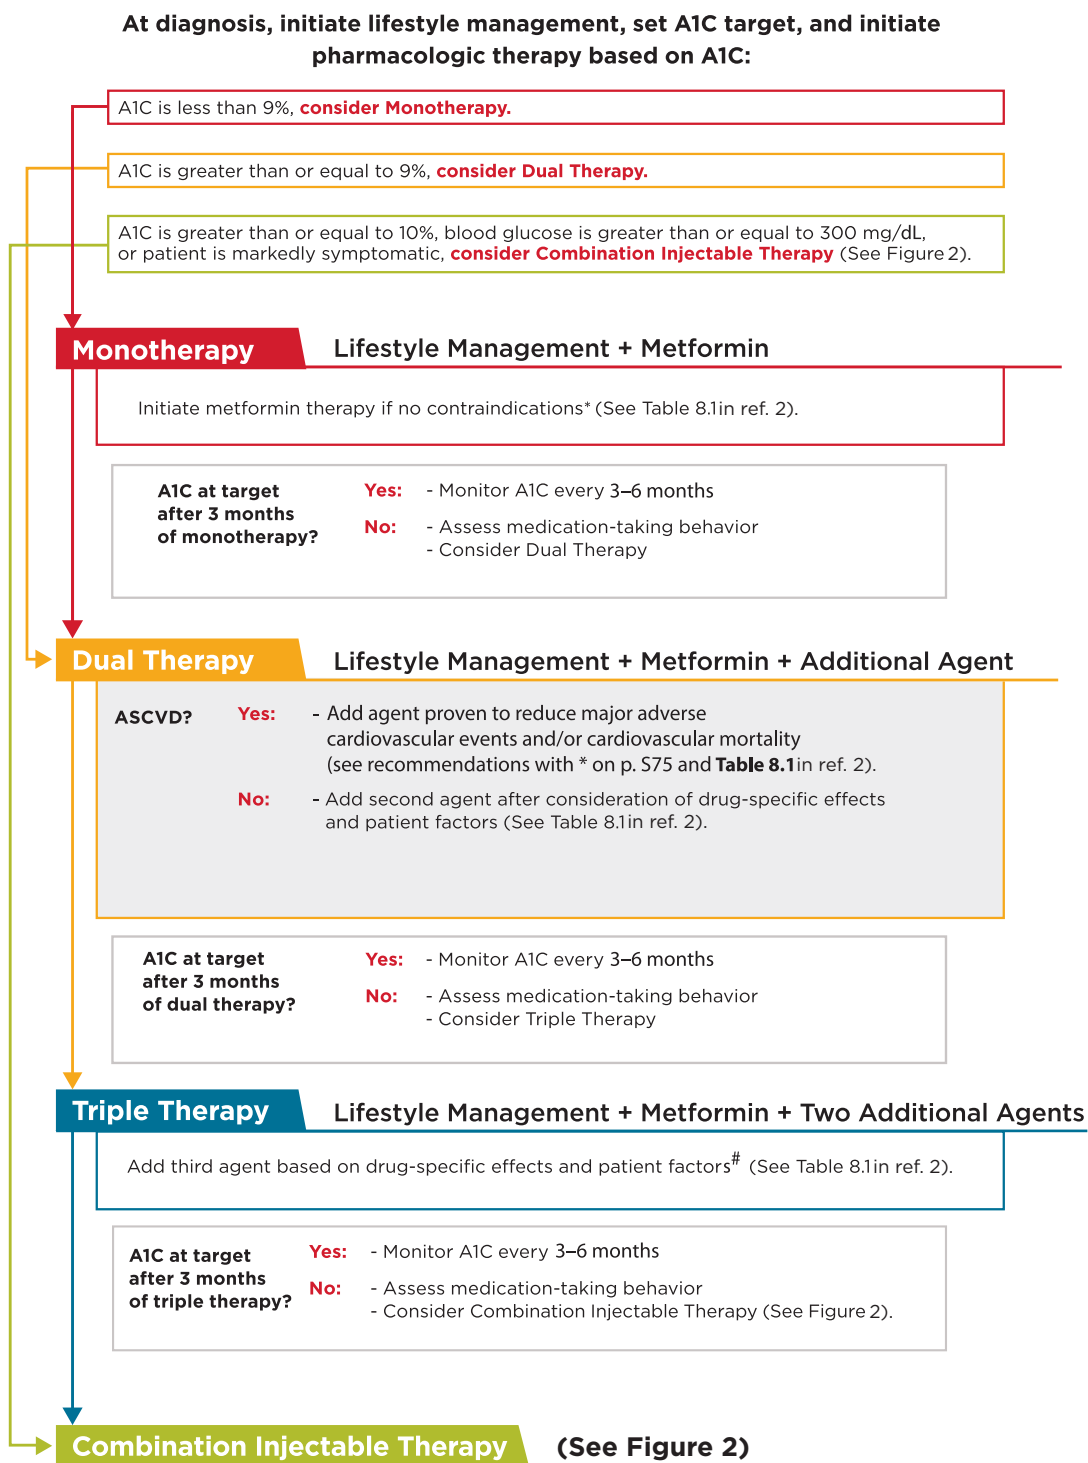 At diagnosis, initiate lifestyle management, set A1C target, and initiate
pharmacologic therapy based on A1C:
A1C is less than 9%, consider Monotherapy.
A1C is greater than or equal to 9%, consider Dual Therapy.
A1C is greater than or equal to 10%, blood glucose is greater than or equal to 300 mg/dL,
or patient is markedly symptomatic, consider Combination Injectable Therapy (See Figure 2).
Monotherapy Lifestyle Management + Metformin
Initiate metformin therapy if no contraindications* (See Table 8.1 in ref. 2).
A1C at target
after 3 months
of monotherapy?
Yes: - Monitor A1C every 3–6 months
No: - Assess medication-taking behavior
- Consider Dual Therapy
Dual Therapy Lifestyle Management + Metformin + Additional Agent
ASCVD? Yes: - Add agent proven to reduce major adverse
cardiovascular events and/or cardiovascular mortality
(see recommendations with * on p. S75 and Table 8.1 in ref. 2).
No: - Add second agent after consideration of drug-specific effects
and patient factors (See Table 8.1 in ref. 2).
A1C at target
after 3 months
of dual therapy?
Yes: - Monitor A1C every 3–6 months
No: - Assess medication-taking behavior
- Consider Triple Therapy
Triple Therapy Lifestyle Management + Metformin + Two Additional Agents
Add third agent based on drug-specific effects and patient factors# (See Table 8.1 in ref. 2).
A1C at target
after 3 months
of triple therapy?
Yes: - Monitor A1C every 3–6 months
No: - Assess medication-taking behavior
- Consider Combination Injectable Therapy (See Figure 2).
Combination Injectable Therapy (See Figure 2)